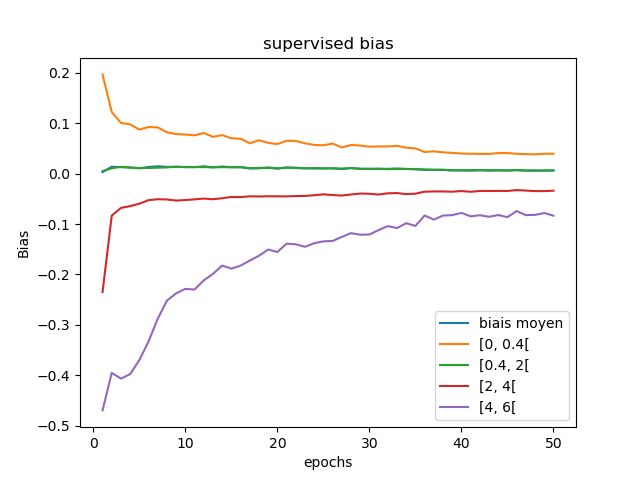 supervised bias
Bias
0.2
0.1
0.0
−0.1
−0.2
−0.3
−0.4
−0.5
0 10 20 30 40 50
epochs
biais moyen
[0, 0.4[
[0.4, 2[
[2, 4[
[4, 6[